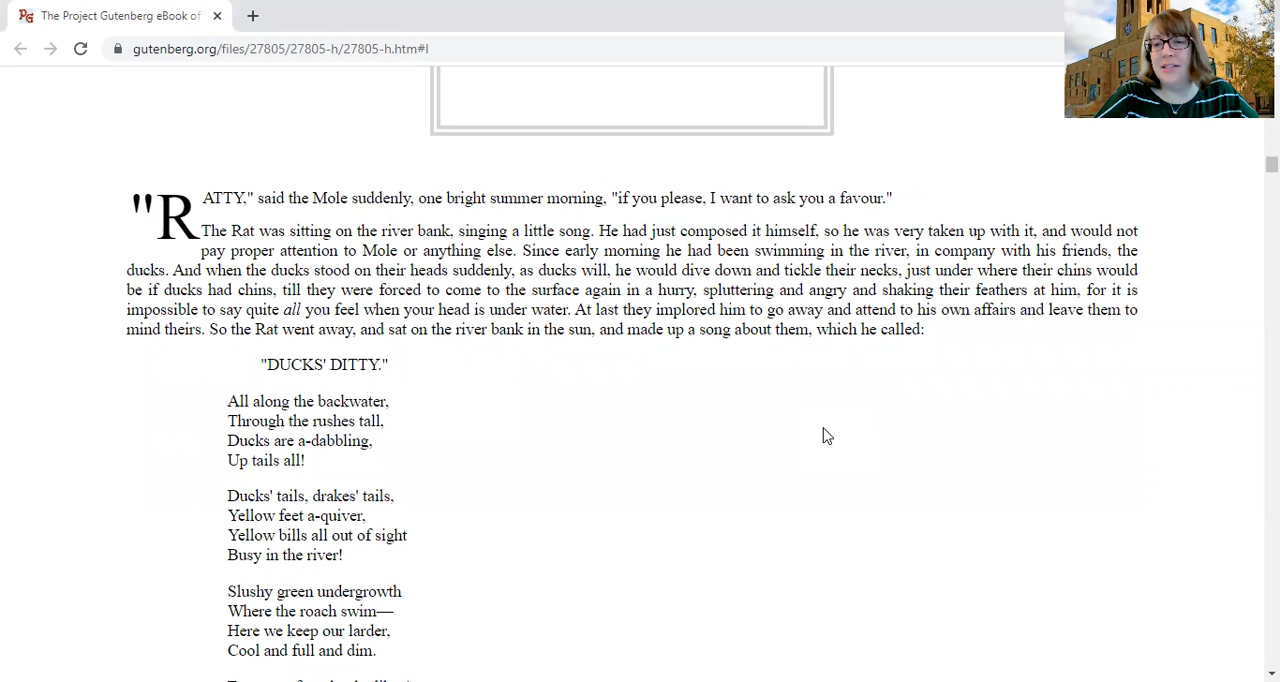 The Project Gutenberg eBook of
gutenberg.org/files/27805/27805-h/27805-h.htm#I
"RATTY," said the Mole suddenly, one bright summer morning, "if you please, I want to ask you a favour."
The Rat was sitting on the river bank, singing a little song. He had just composed it himself, so he was very taken up with it, and would not
pay proper attention to Mole or anything else. Since early morning he had been swimming in the river, in company with his friends, the
ducks. And when the ducks stood on their heads suddenly, as ducks will, he would dive down and tickle their necks, just under where their chins would
be if ducks had chins, till they were forced to come to the surface again in a hurry, spluttering and angry and shaking their feathers at him, for it is
impossible to say quite all you feel when your head is under water. At last they implored him to go away and attend to his own affairs and leave them to
mind theirs. So the Rat went away, and sat on the river bank in the sun, and made up a song about them, which he called:
"DUCKS' DITTY."
All along the backwater,
Through the rushes tall,
Ducks are a-dabbling,
Up tails all!
Ducks' tails, drakes' tails,
Yellow feet a-quiver,
Yellow bills all out of sight
Busy in the river!
Slushy green undergrowth
Where the roach swim—
Here we keep our larder,
Cool and full and dim.